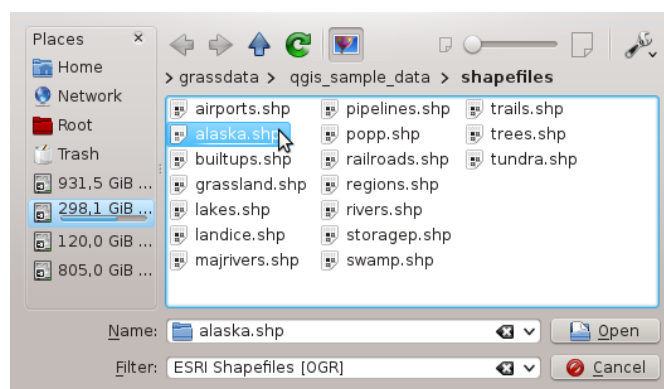 Places
Home
Network
Root
Trash
931,5 GiB ...
298,1 GiB ...
120,0 GiB ...
805,0 GiB ...
> grassdata > qgis_sample_data > shapefiles
airports.shp
alaska.shp
builtups.shp
grassland.shp
lakes.shp
landice.shp
majrivers.shp
pipelines.shp
popp.shp
railroads.shp
regions.shp
rivers.shp
storagep.shp
swamp.shp
trails.shp
trees.shp
tundra.shp
Name: alaska.shp
Open
Filter: ESRI Shapefiles [OGR]
Cancel